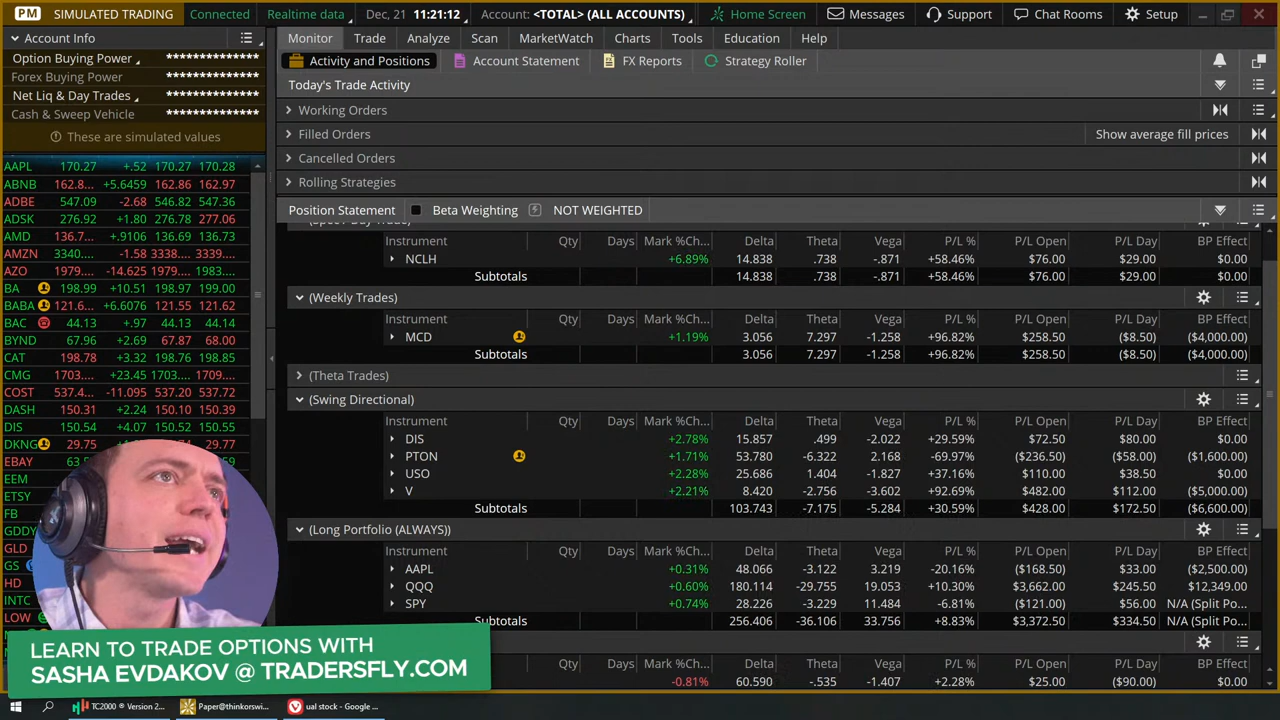 PM SIMULATED TRADING Connected Realtime data Dec, 21 11:21:12 Account: <TOTAL> (ALL ACCOUNTS) Home Screen Messages Support Chat Rooms Setup
Account Info
Option Buying Power **************
Forex Buying Power **************
Net Liq & Day Trades **************
Cash & Sweep Vehicle **************
These are simulated values
AAPL 170.27 +.52 170.27 170.28
ABNB 162.8... +5.6459 162.86 162.97
ADBE 547.09 -2.68 546.82 547.36
ADSK 276.92 +1.80 276.78 277.06
AMD 136.7... +.9106 136.69 136.73
AMZN 3340.... -1.58 3338.... 3339....
AZO 1979.... -14.625 1979.... 1983....
BA 198.99 +10.51 198.97 199.00
BABA 121.6... +6.6076 121.55 121.62
BAC 44.13 +.97 44.13 44.14
BYND 67.96 +2.69 67.87 68.00
CAT 198.78 +3.32 198.76 198.85
CMG 1703.... +23.45 1703.... 1709....
COST 537.4... -11.095 537.20 537.72
DASH 150.31 +2.24 150.10 150.39
DIS 150.54 +4.07 150.52 150.55
DKNG 29.75 29.77
EBAY
EEM
ETSY
FB
GDDY
GLD
GS
HD
INTC
LOW
Monitor Trade Analyze Scan MarketWatch Charts Tools Education Help
Activity and Positions Account Statement FX Reports Strategy Roller
Today's Trade Activity
Working Orders
Filled Orders Show average fill prices
Cancelled Orders
Rolling Strategies
Position Statement Beta Weighting NOT WEIGHTED
Instrument Qty Days Mark %Ch... Delta Theta Vega P/L % P/L Open P/L Day BP Effect
NCLH +6.89% 14.838 .738 -.871 +58.46% $76.00 $29.00 $0.00
Subtotals 14.838 .738 -.871 +58.46% $76.00 $29.00 $0.00
(Weekly Trades)
Instrument Qty Days Mark %Ch... Delta Theta Vega P/L % P/L Open P/L Day BP Effect
MCD +1.19% 3.056 7.297 -1.258 +96.82% $258.50 ($8.50) ($4,000.00)
Subtotals 3.056 7.297 -1.258 +96.82% $258.50 ($8.50) ($4,000.00)
(Theta Trades)
(Swing Directional)
Instrument Qty Days Mark %Ch... Delta Theta Vega P/L % P/L Open P/L Day BP Effect
DIS +2.78% 15.857 .499 -2.022 +29.59% $72.50 $80.00 $0.00
PTON +1.71% 53.780 -6.322 2.168 -69.97% ($236.50) ($58.00) ($1,600.00)
USO +2.28% 25.686 1.404 -1.827 +37.16% $110.00 $38.50 $0.00
V +2.21% 8.420 -2.756 -3.602 +92.69% $482.00 $112.00 ($5,000.00)
Subtotals 103.743 -7.175 -5.284 +30.59% $428.00 $172.50 ($6,600.00)
(Long Portfolio (ALWAYS))
Instrument Qty Days Mark %Ch... Delta Theta Vega P/L % P/L Open P/L Day BP Effect
AAPL +0.31% 48.066 -3.122 3.219 -20.16% ($168.50) $33.00 ($2,500.00)
QQQ +0.60% 180.114 -29.755 19.053 +10.30% $3,662.00 $245.50 $12,349.00
SPY +0.74% 28.226 -3.229 11.484 -6.81% ($121.00) $56.00 N/A (Split Po...
Subtotals 256.406 -36.106 33.756 +8.83% $3,372.50 $334.50 N/A (Split Po...
Qty Days Mark %Ch... Delta Theta Vega P/L % P/L Open P/L Day BP Effect
-0.81% 60.590 -.535 -1.407 +2.28% $25.00 ($90.00) $0.00
LEARN TO TRADE OPTIONS WITH
SASHA EVDAKOV @ TRADERSFLY.COM
TC2000 ® Version 2... Paper@thinkorswi... ual stock - Google ...